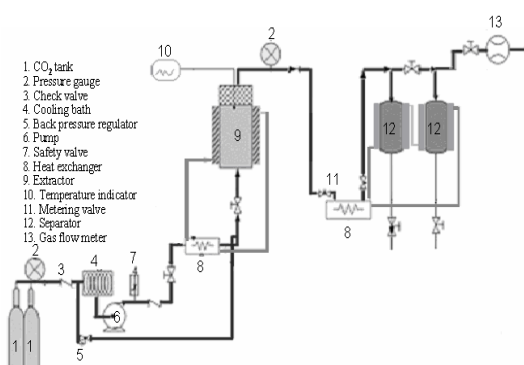 1. CO2 tank
2. Pressure gauge
3. Check valve
4. Cooling bath
5. Back pressure regulator
6. Pump
7. Safety valve
8. Heat exchanger
9. Extractor
10. Temperature indicator
11. Metering valve
12. Separator
13. Gas flow meter
10
2
13
9
12
12
11
8
8
2
3
4
7
6
1
1
5